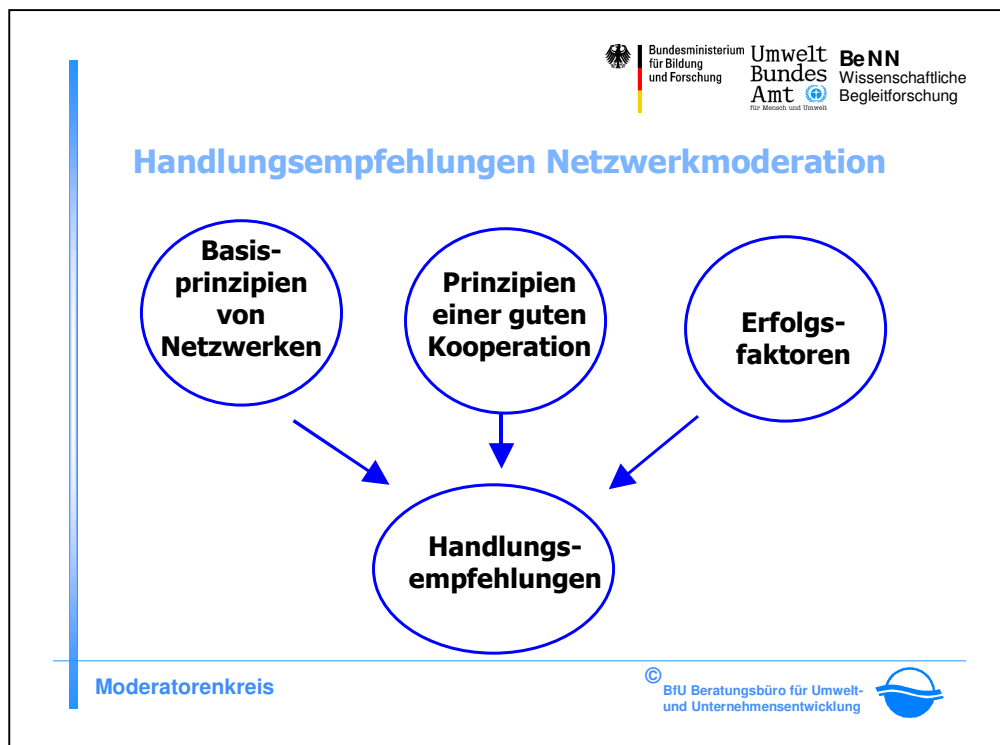 Bundesministerium
für Bildung
und Forschung
Umwelt
Bundes
Amt
für Mensch und Umwelt
BeNN
Wissenschaftliche
Begleitforschung
Handlungsempfehlungen Netzwerkmoderation
Basis-
prinzipien
von
Netzwerken
Prinzipien
einer guten
Kooperation
Erfolgs-
faktoren
Handlungs-
empfehlungen
Moderatorenkreis
©
BfU Beratungsbüro für Umwelt-
und Unternehmensentwicklung